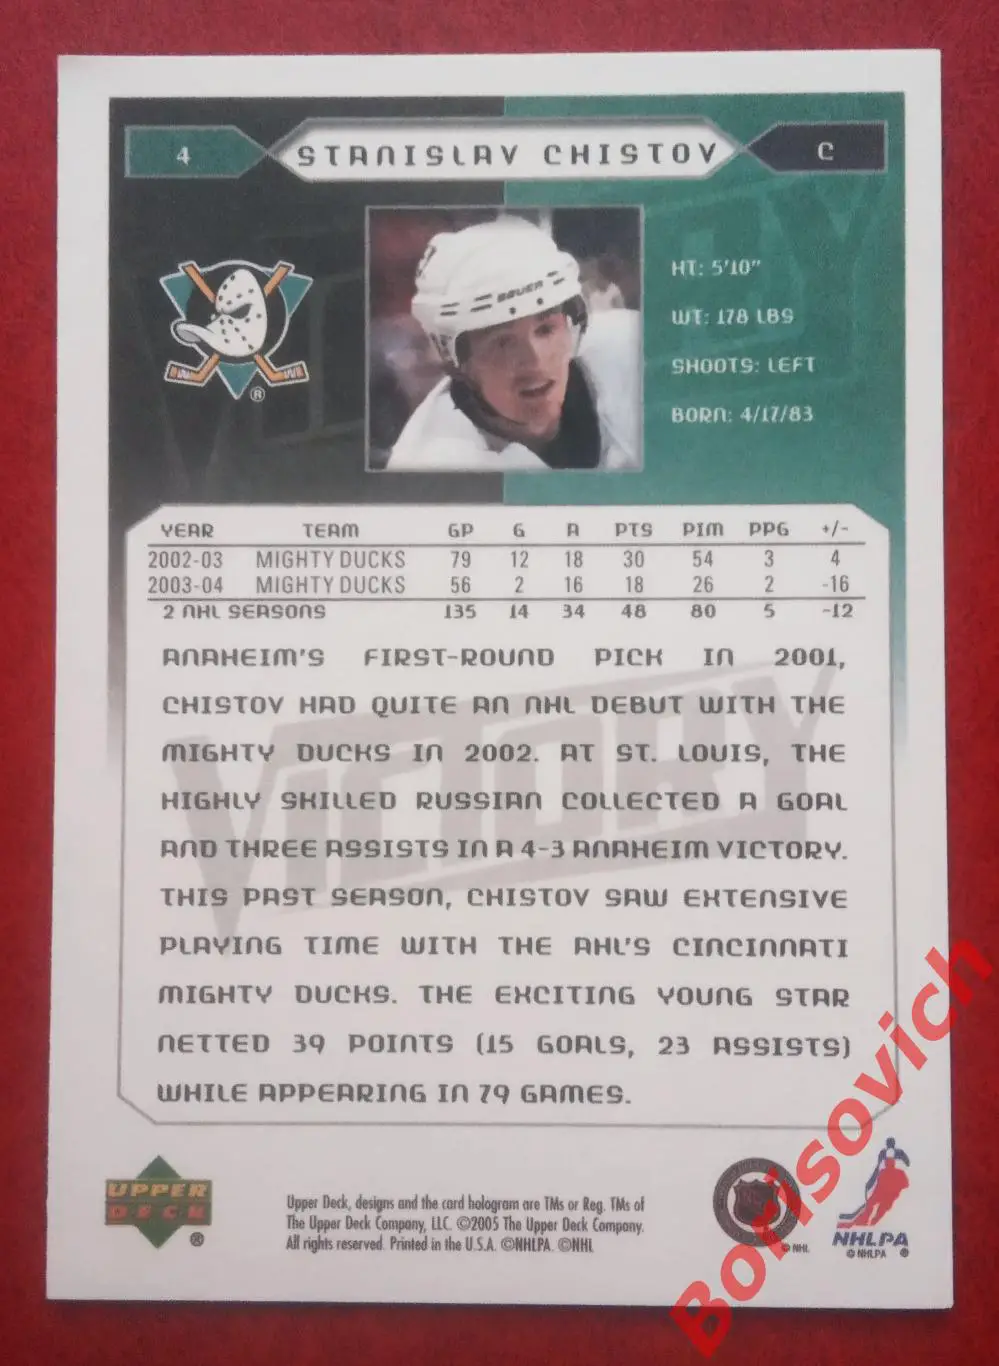 4 STANISLAV CHISTOV C
HT: 5'10"
WT: 178 LBS
SHOOTS: LEFT
BORN: 4/17/83
BAUER
®
YEAR TEAM GP G A PTS PIM PPG +/-
2002-03 MIGHTY DUCKS 79 12 18 30 54 3 4
2003-04 MIGHTY DUCKS 56 2 16 18 26 2 -16
2 NHL SEASONS 135 14 34 48 80 5 -12
VICTORY
ANAHEIM'S FIRST-ROUND PICK IN 2001,
CHISTOV HAD QUITE AN NHL DEBUT WITH THE
MIGHTY DUCKS IN 2002. AT ST. LOUIS, THE
HIGHLY SKILLED RUSSIAN COLLECTED A GOAL
AND THREE ASSISTS IN A 4-3 ANAHEIM VICTORY.
THIS PAST SEASON, CHISTOV SAW EXTENSIVE
PLAYING TIME WITH THE AHL'S CINCINNATI
MIGHTY DUCKS. THE EXCITING YOUNG STAR
NETTED 39 POINTS (15 GOALS, 23 ASSISTS)
WHILE APPEARING IN 79 GAMES.
UPPER
DECK
®
Upper Deck, designs and the card hologram are TMs or Reg. TMs of
The Upper Deck Company, LLC. ©2005 The Upper Deck Company.
All rights reserved. Printed in the U.S.A. ©NHLPA. ©NHL
© NHL
NHLPA
© NHLPA ®
Borisovich